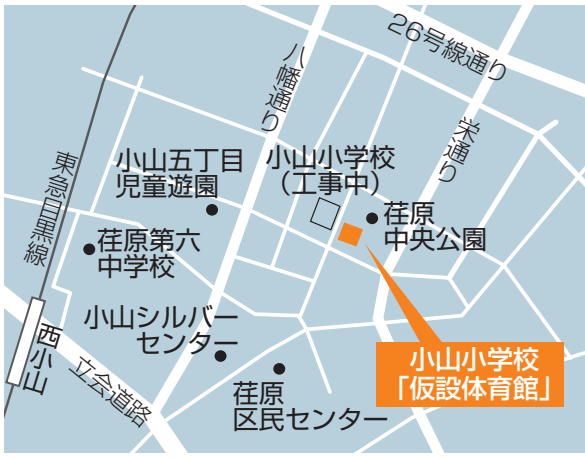 26号線通り
八幡通り
栄通り
東急目黒線
小山五丁目
児童遊園
小山小学校
（工事中）
荏原
中央公園
荏原第六
中学校
小山シルバー
センター
西小山
立会道路
荏原
区民センター
小山小学校
「仮設体育館」